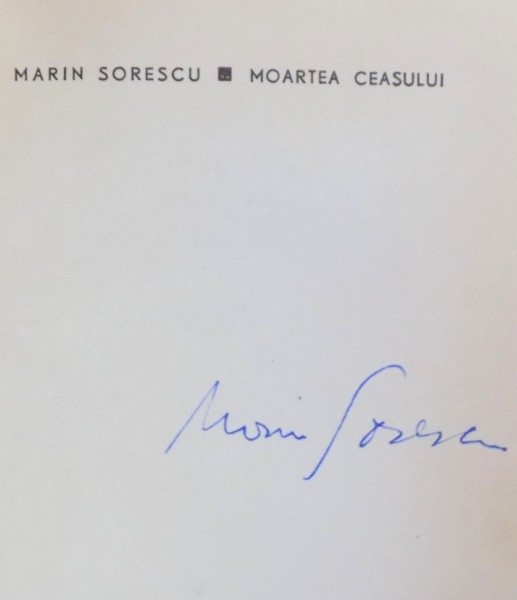 MARIN SORESCU ■ MOARTEA CEASULUI
Marin Sorescu